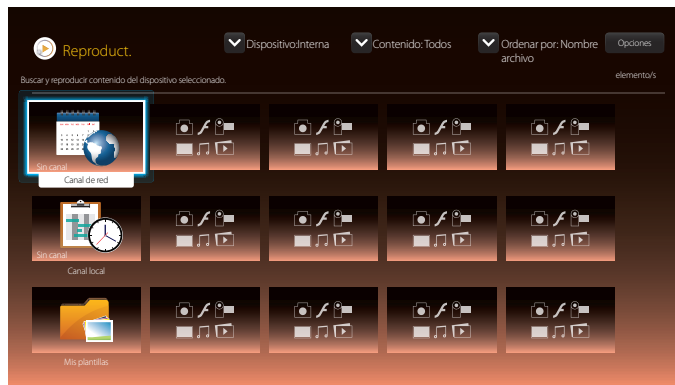 Reproduct.
Dispositivo:Interna
Contenido: Todos
Ordenar por: Nombre
archivo
Opciones
Buscar y reproducir contenido del dispositivo seleccionado.
elemento/s
Sin canal
Canal de red
Sin canal
Canal local
Mis plantillas